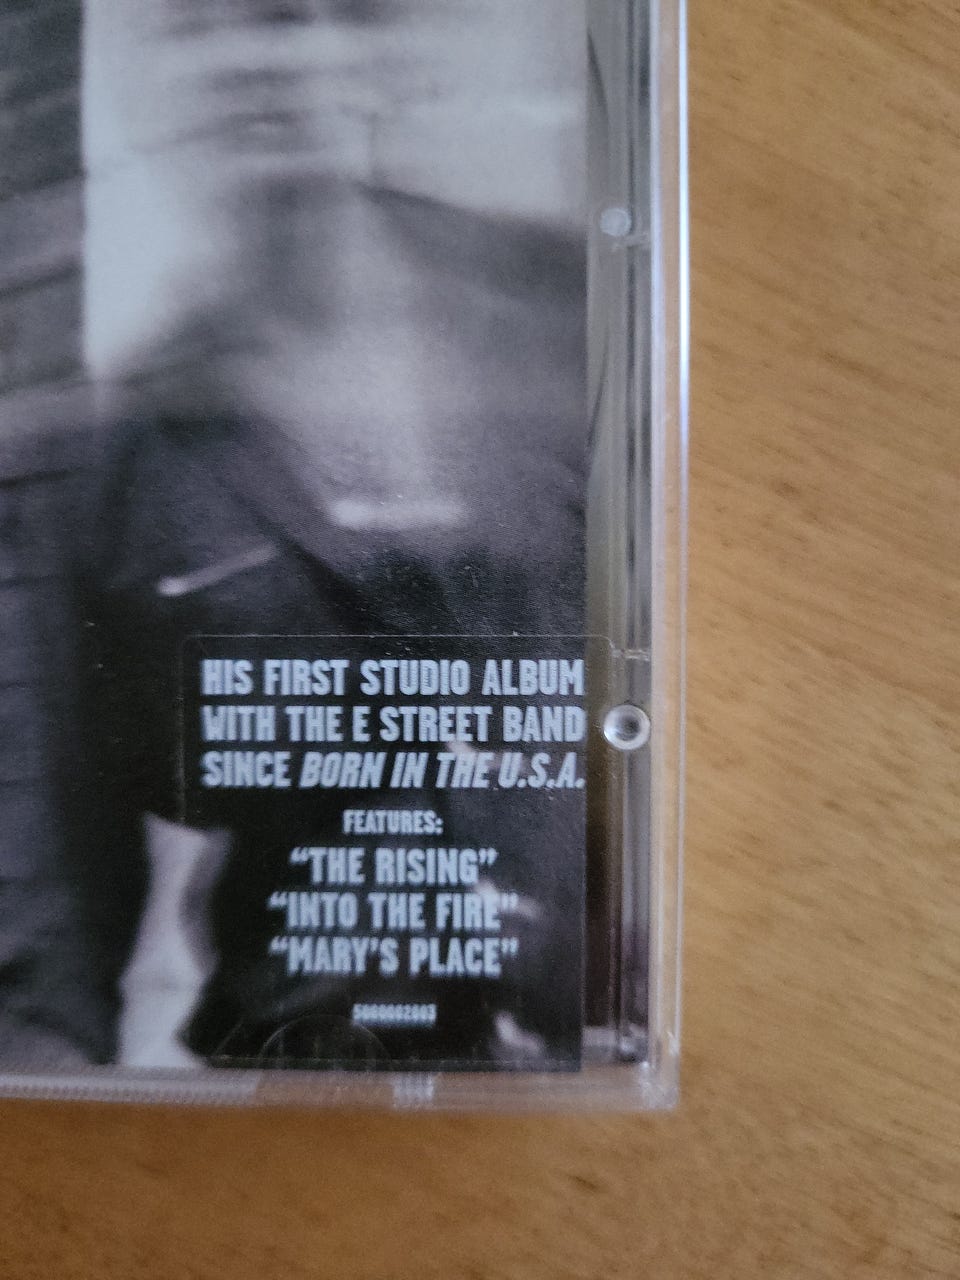 HIS FIRST STUDIO ALBUM
WITH THE E STREET BAND
SINCE BORN IN THE U.S.A.
FEATURES:
“THE RISING”
“INTO THE FIRE”
“MARY'S PLACE”